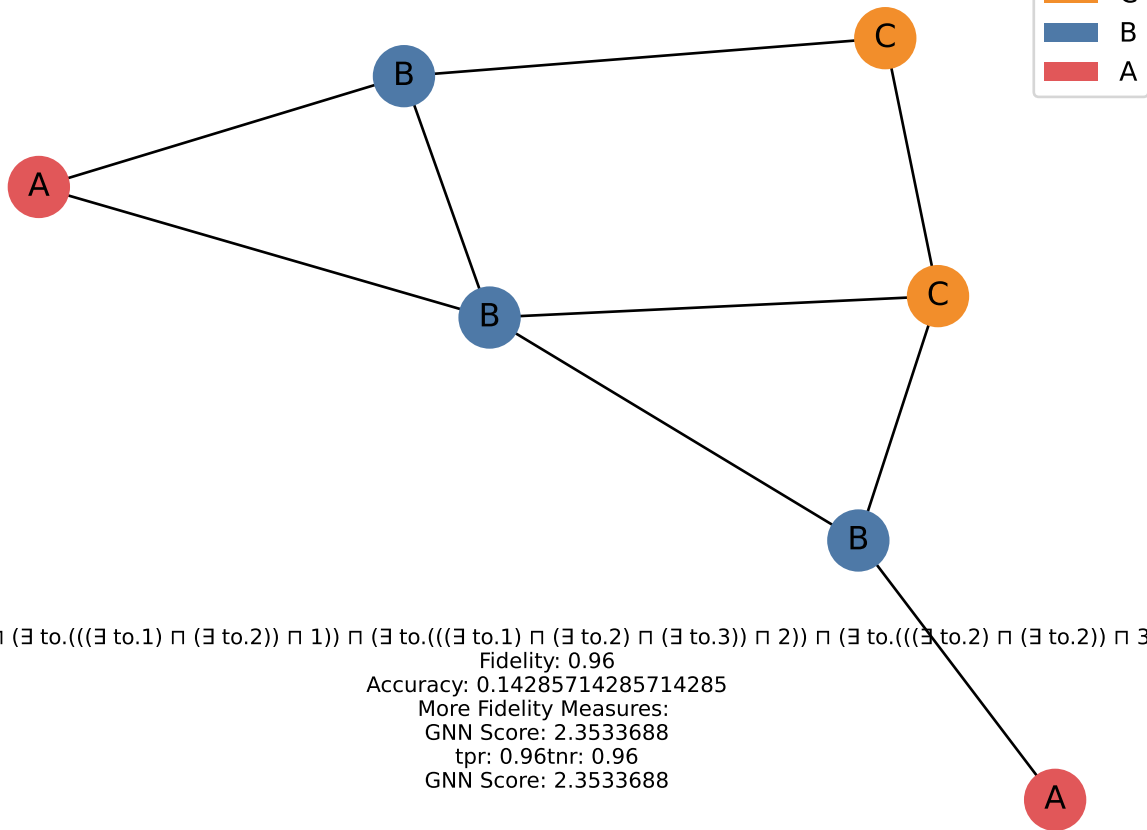 C
B
C
B
A
A
B
C
B
(∃ to.(((∃ to.1) ⊓ (∃ to.2)) ⊓ 1)) ⊓ (∃ to.(((∃ to.1) ⊓ (∃ to.2) ⊓ (∃ to.3)) ⊓ 2)) ⊓ (∃ to.(((∃ to.2) ⊓ (∃ to.2)) ⊓ 3
Fidelity: 0.96
Accuracy: 0.14285714285714285
More Fidelity Measures:
GNN Score: 2.3533688
tpr: 0.96tnr: 0.96
GNN Score: 2.3533688
A